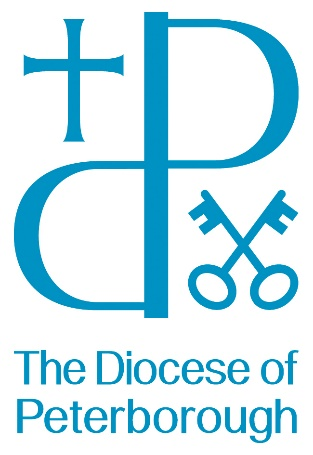 The Diocese of
Peterborough